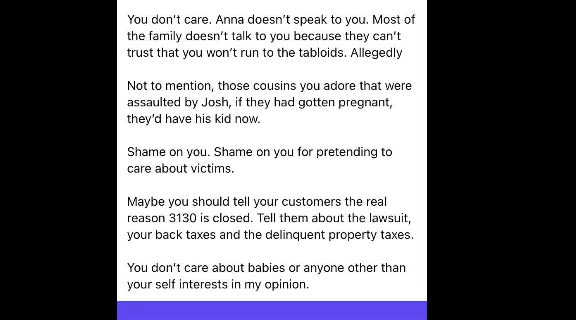 You don't care. Anna doesn't speak to you. Most of
the family doesn't talk to you because they can't
trust that you won't run to the tabloids. Allegedly
Not to mention, those cousins you adore that were
assaulted by Josh, if they had gotten pregnant,
they'd have his kid now.
Shame on you. Shame on you for pretending to
care about victims.
Maybe you should tell your customers the real
reason 3130 is closed. Tell them about the lawsuit,
your back taxes and the delinquent property taxes.
You don't care about babies or anyone other than
your self interests in my opinion.